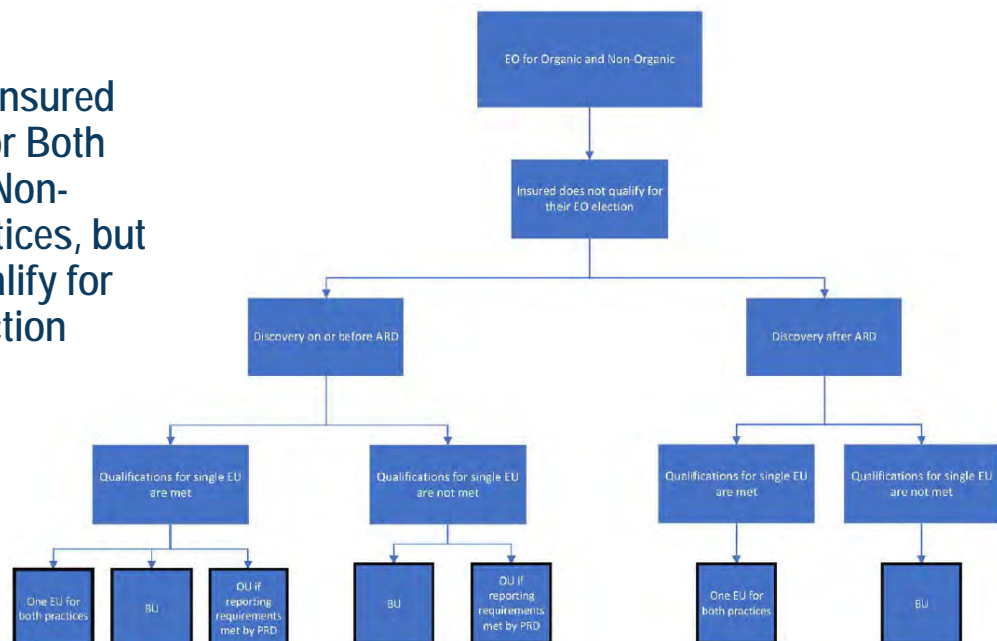 nsured
or Both
Non-
tices, but
alify for
ction
EO for Organic and Non-Organic
Insured does not qualify for
their EO election
Discovery on or before ARD
Discovery after ARD
Qualifications for single EU
are met
Qualifications for single EU
are not met
Qualifications for single EU
are met
Qualifications for single EU
are not met
One EU for
both practices
BU
OU if
reporting
requirements
met by PRD
BU
OU if
reporting
requirements
met by PRD
One EU for
both practices
BU